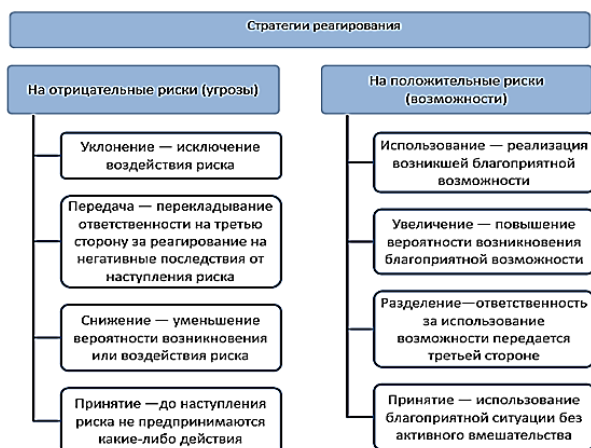 Стратегии реагирования
На отрицательные риски (угрозы)
Уклонение — исключение
воздействия риска
Передача — перекладывание
ответственности на третью
сторону за реагирование на
негативные последствия от
наступления риска
Снижение — уменьшение
вероятности возникновения
или воздействия риска
Принятие —до наступления
риска не предпринимаются
какие-либо действия
На положительные риски
(возможности)
Использование — реализация
возникшей благоприятной
возможности
Увеличение — повышение
вероятности возникновения
благоприятной возможности
Разделение—ответственность
за использование
возможности передается
третьей стороне
Принятие — использование
благоприятной ситуации без
активного вмешательства